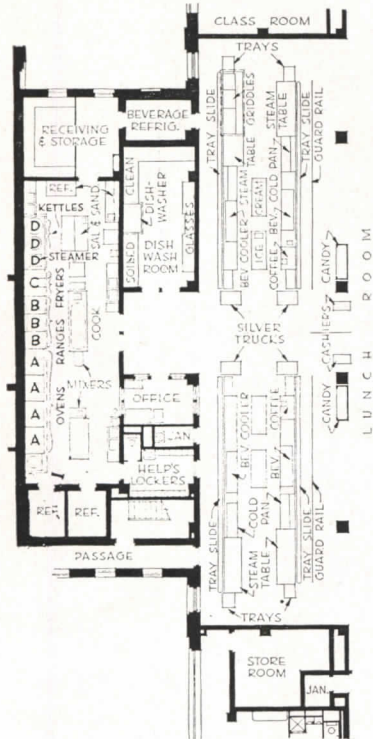 CLASS ROOM
TRAYS
RECEIVING
& STORAGE
BEVERAGE
REFRIG.
TRAY SLIDE
GRIDDLES
STEAM
TABLE
TRAY SLIDE
GUARD RAIL
REF.
KETTLES
SAL & SAND
CLEAN
DISH-
WASHER
SOILED
GLASSES
DISH
WASH
ROOM
STEAM
TABLE
CREAM
ICE
BEV. COOLER
COLD PAN
BEV.
COFFEE
D
D
D
C
B
B
B
A
A
A
A
A
STEAMER
FRYERS
RANGES
OVENS
COOK
MIXERS
CANDY
CASHIERS
CANDY
LUNCH ROOM
SILVER
TRUCKS
OFFICE
JAN.
HELP'S
LOCKERS
REF.
REF.
PASSAGE
BEV. COOLER
COFFEE
BEV.
COLD
PAN
STEAM
TABLE
TRAY SLIDE
TRAY SLIDE
GUARD RAIL
TRAYS
STORE
ROOM
JAN.